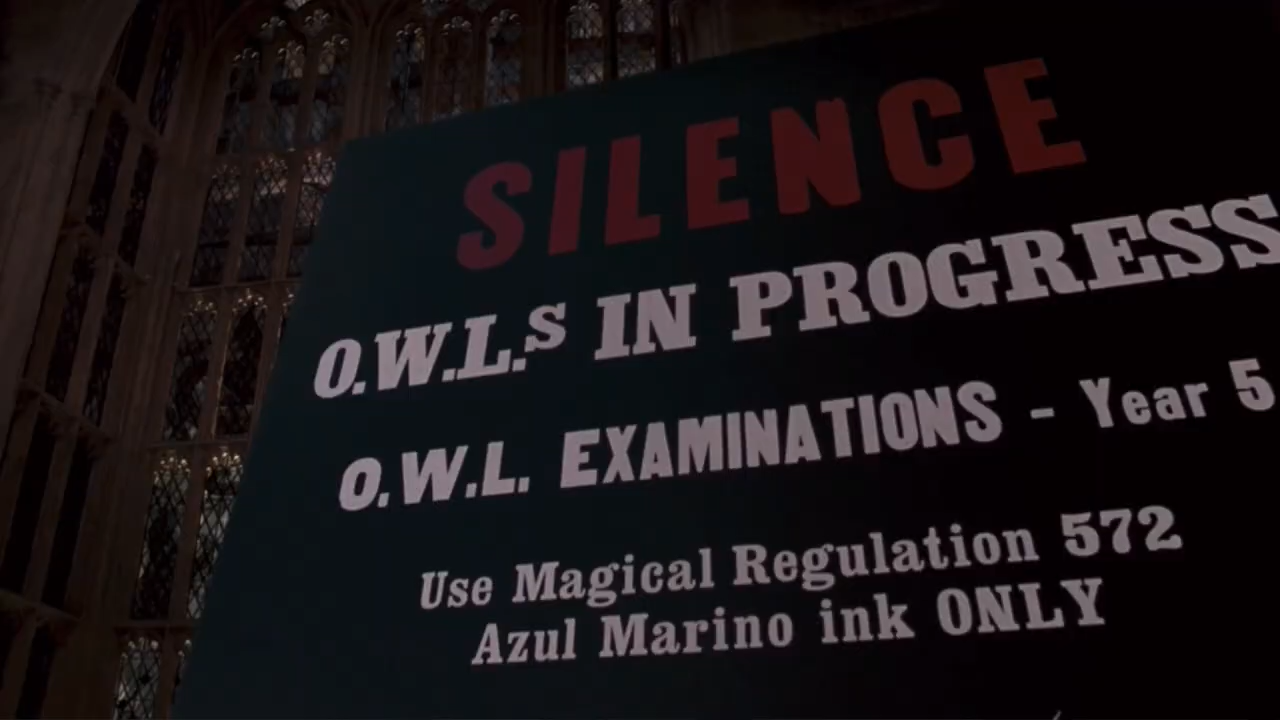 SILENCE
O.W.L.s IN PROGRESS
O.W.L. EXAMINATIONS - Year 5
Use Magical Regulation 572
Azul Marino ink ONLY